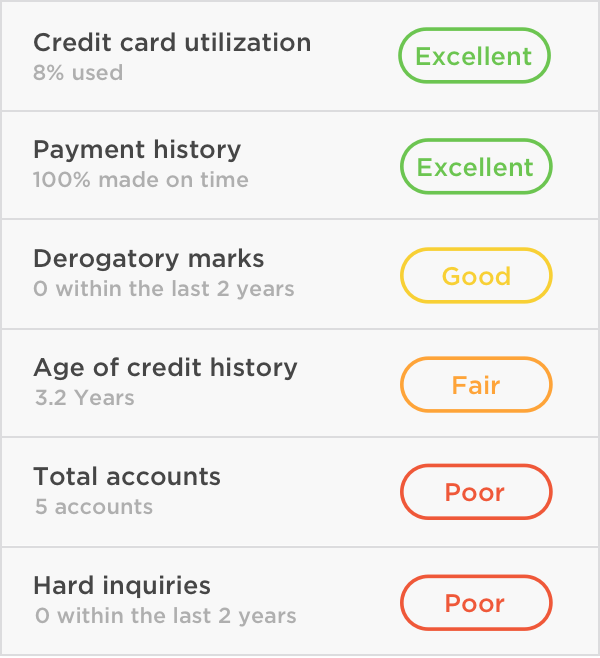 Credit card utilization
8% used
Excellent
Payment history
100% made on time
Excellent
Derogatory marks
0 within the last 2 years
Good
Age of credit history
3.2 Years
Fair
Total accounts
5 accounts
Poor
Hard inquiries
0 within the last 2 years
Poor